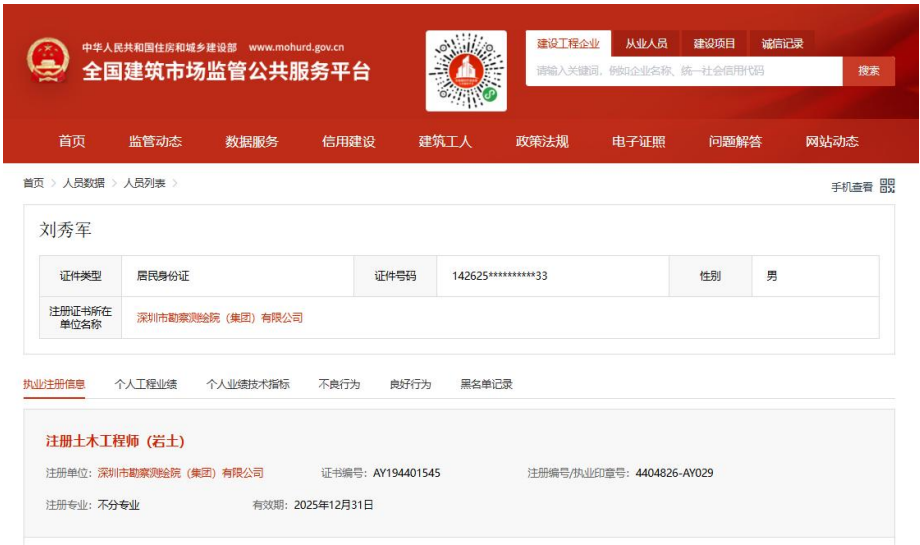 中华人民共和国住房和城乡建设部 www.mohurd.gov.cn
全国建筑市场监管公共服务平台
建设工程企业 从业人员 建设项目 诚信记录
请输入关键词，例如企业名称、统一社会信用代码 搜索
首页 监管动态 数据服务 信用建设 建筑工人 政策法规 电子证照 问题解答 网站动态
首页 > 人员数据 > 人员列表 >
手机查看
刘秀军
证件类型 居民身份证 证件号码 142625**********33 性别 男
注册证书所在
单位名称
深圳市勘察测绘院（集团）有限公司
执业注册信息 个人工程业绩 个人业绩技术指标 不良行为 良好行为 黑名单记录
注册土木工程师（岩土）
注册单位：深圳市勘察测绘院（集团）有限公司 证书编号：AY194401545 注册编号/执业印章号：4404826-AY029
注册专业：不分专业 有效期：2025年12月31日